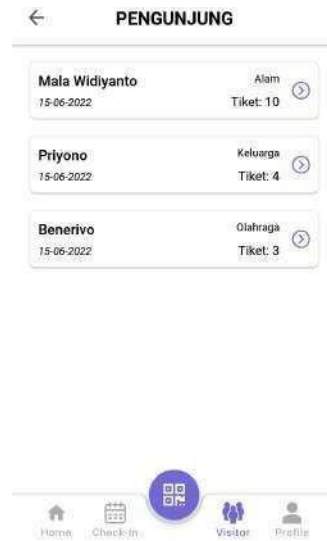 PENGUNJUNG
Mala Widiyanto
Alam
15-06-2022
Tiket: 10
Priyono
Keluarga
15-06-2022
Tiket: 4
Benerivo
Olahraga
15-06-2022
Tiket: 3
Home
Check-in
Visitor
Profile